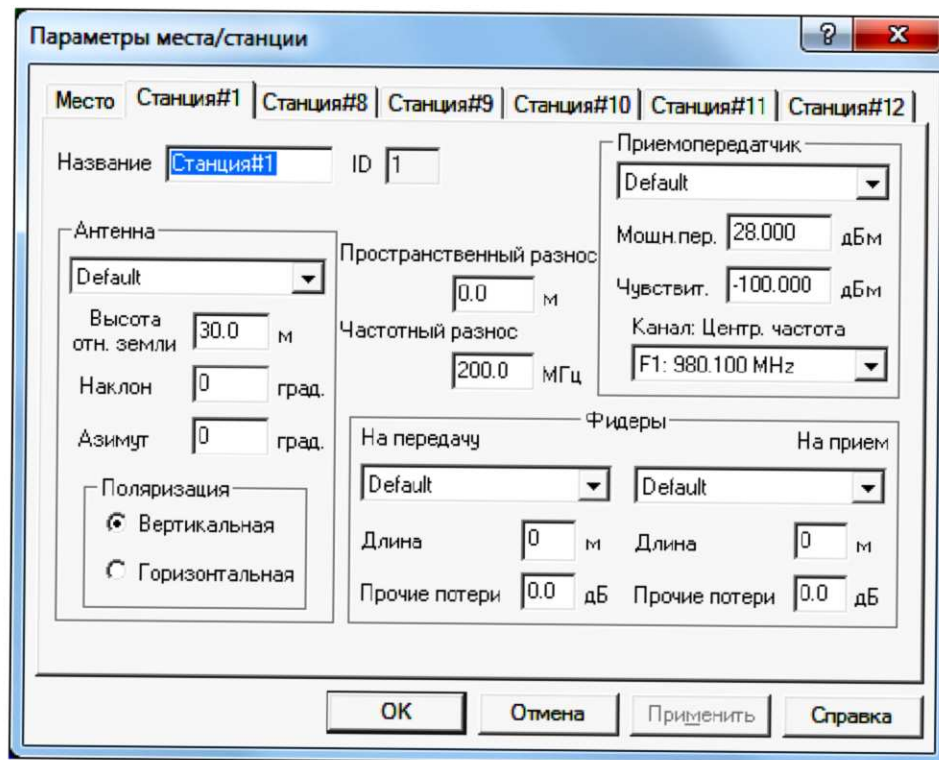 Параметры места/станции
Место Станция#1 Станция#8 Станция#9 Станция#10 Станция#11 Станция#12
Название Станция#1 ID 1
Приемопередатчик
Default
Мощн.пер. 28.000 дБм
Чувствит. -100.000 дБм
Канал: Центр. частота
F1: 980.100 MHz
Антенна
Default
Высота
отн. земли 30.0 м
Наклон 0 град.
Азимут 0 град.
Поляризация
Вертикальная
Горизонтальная
Пространственный разнос
0.0 м
Частотный разнос
200.0 МГц
Фидеры
На передачу На прием
Default Default
Длина 0 м Длина 0 м
Прочие потери 0.0 дБ Прочие потери 0.0 дБ
OK Отмена Применить Справка